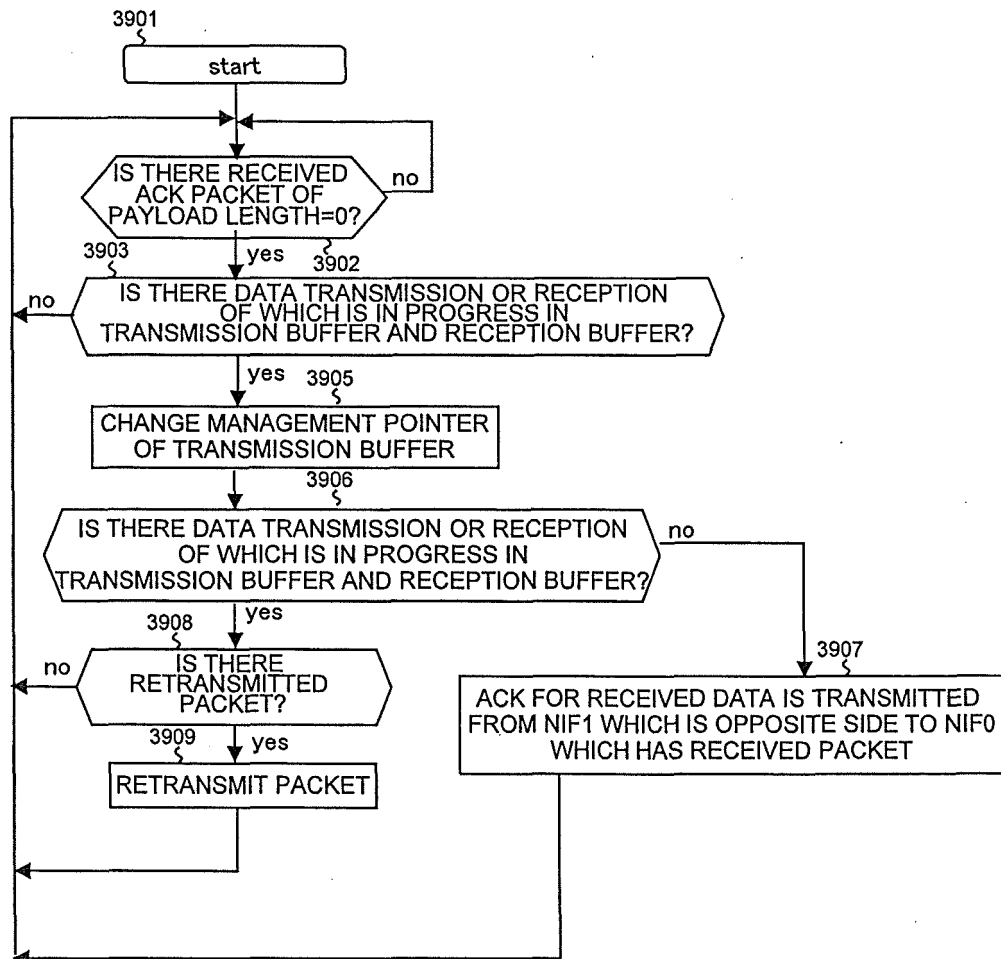 3901
start
IS THERE RECEIVED
ACK PACKET OF
PAYLOAD LENGTH=0?
no
yes
3902
3903
IS THERE DATA TRANSMISSION OR RECEPTION
OF WHICH IS IN PROGRESS IN
TRANSMISSION BUFFER AND RECEPTION BUFFER?
no
yes
3905
CHANGE MANAGEMENT POINTER
OF TRANSMISSION BUFFER
3906
IS THERE DATA TRANSMISSION OR RECEPTION
OF WHICH IS IN PROGRESS IN
TRANSMISSION BUFFER AND RECEPTION BUFFER?
no
yes
3908
IS THERE
RETRANSMITTED
PACKET?
no
yes
3907
ACK FOR RECEIVED DATA IS TRANSMITTED
FROM NIF1 WHICH IS OPPOSITE SIDE TO NIF0
WHICH HAS RECEIVED PACKET
3909
RETRANSMIT PACKET